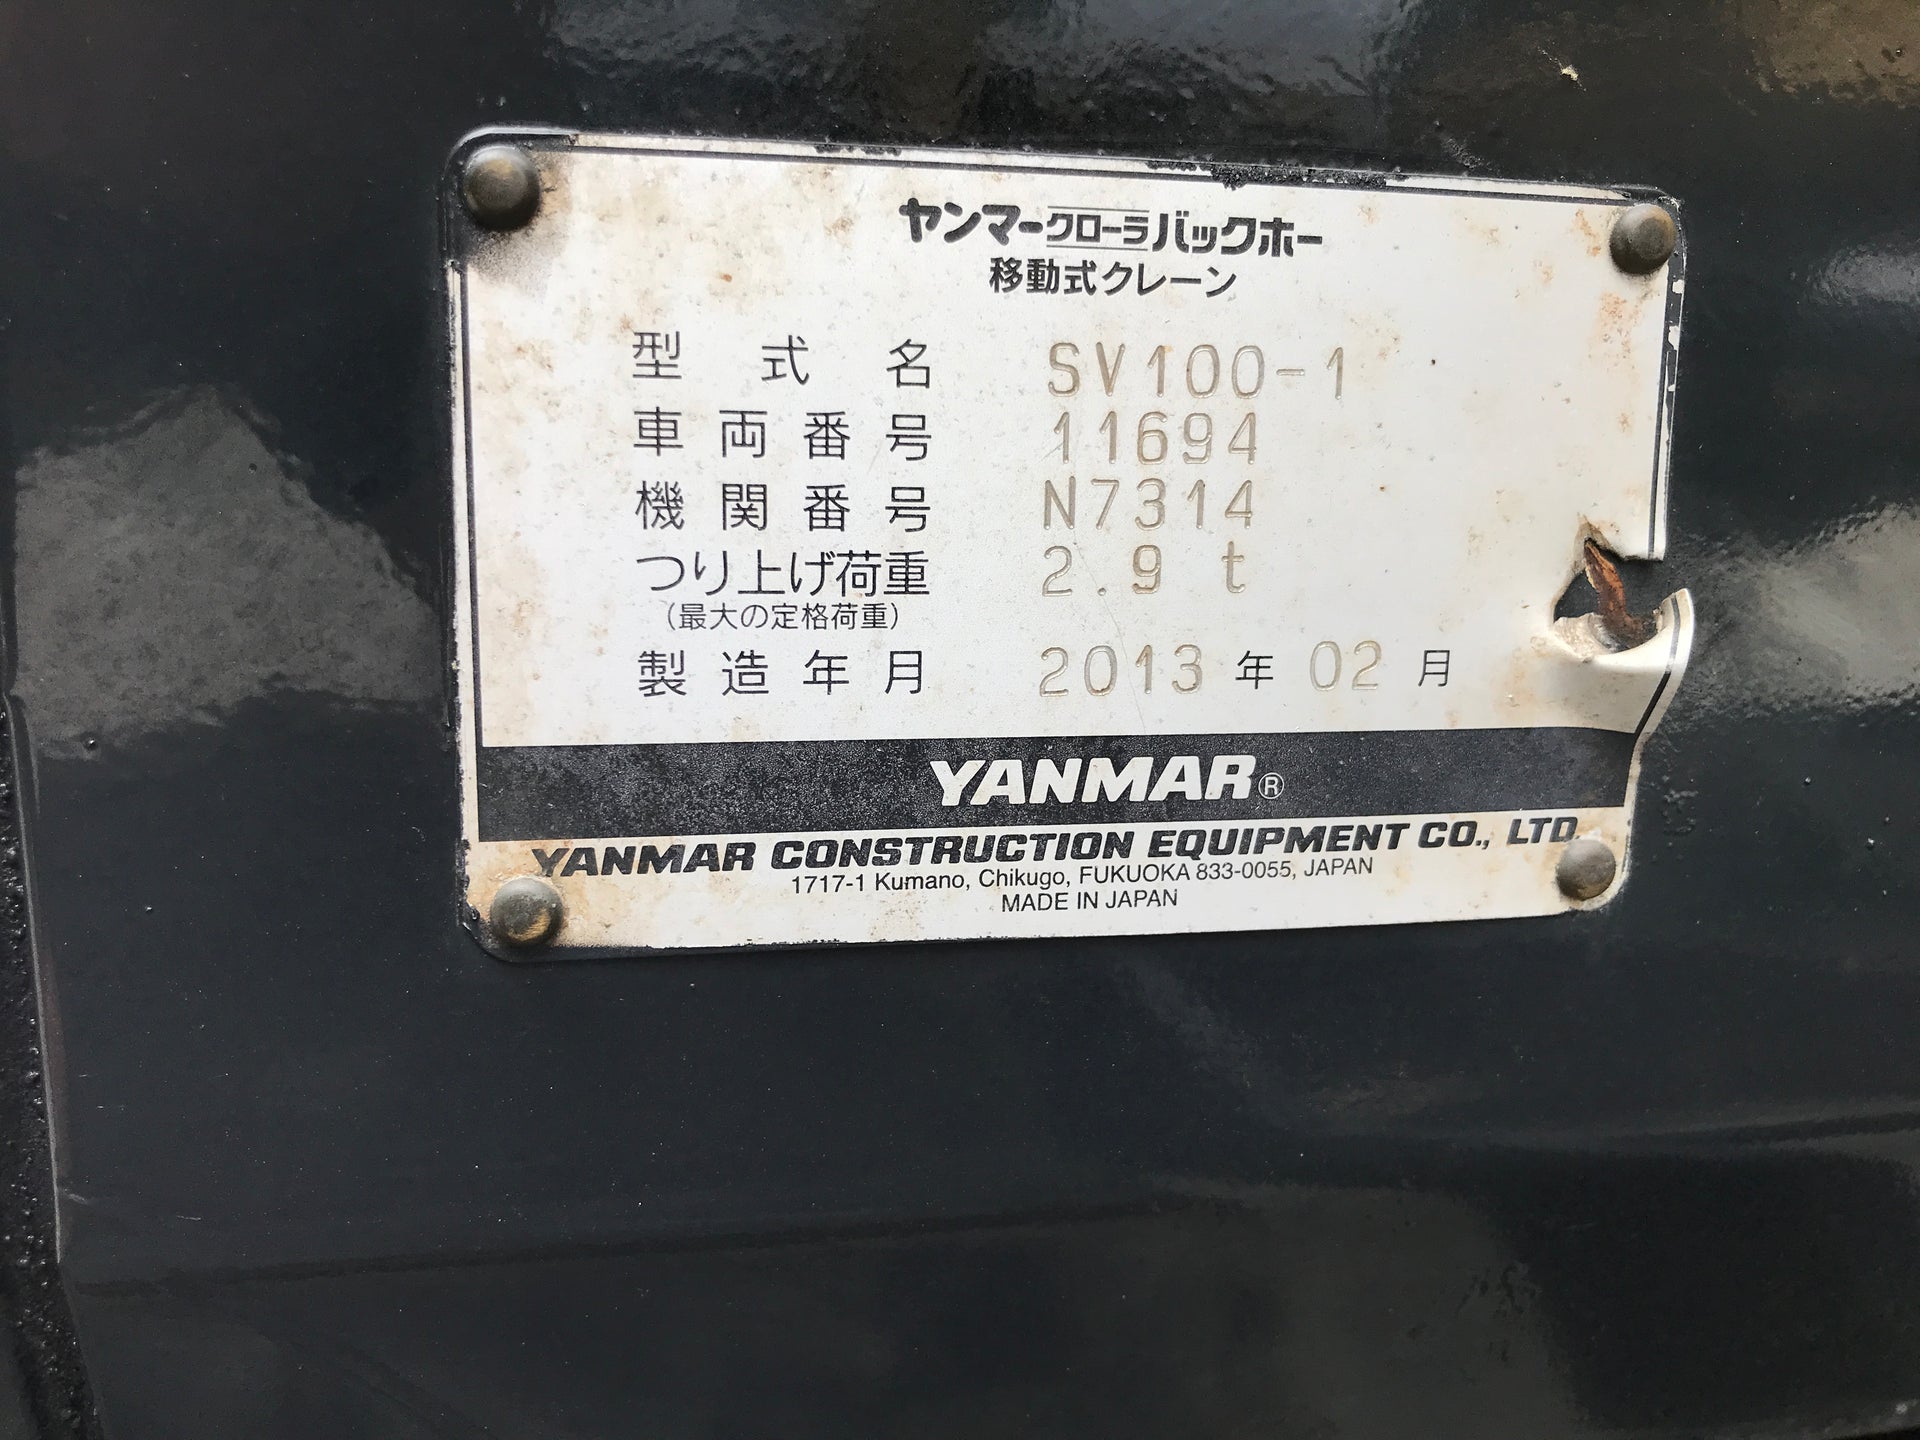 ヤンマークローラバックホー
移動式クレーン
型式名 SV100-1
車両番号 11694
機関番号 N7314
つり上げ荷重 2.9 t
(最大の定格荷重)
製造年月 2013 年 02 月
YANMAR®
YANMAR CONSTRUCTION EQUIPMENT CO., LTD.
1717-1 Kumano, Chikugo, FUKUOKA 833-0055, JAPAN
MADE IN JAPAN